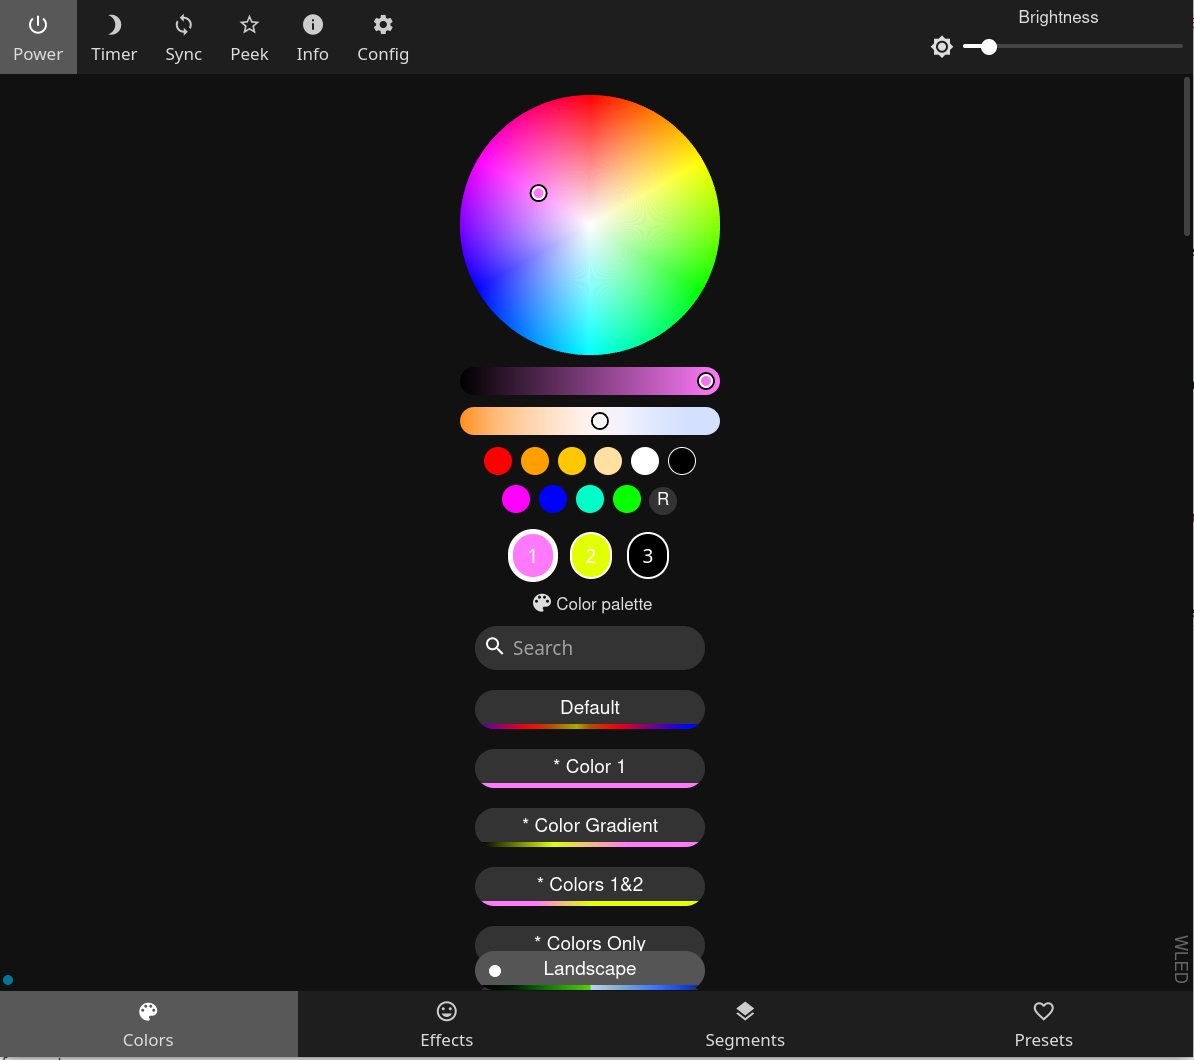 Power
Timer
Sync
Peek
Info
Config
Brightness
R
1
2
3
Color palette
Search
Default
* Color 1
* Color Gradient
* Colors 1&2
* Colors Only
Landscape
WLED
Colors
Effects
Segments
Presets